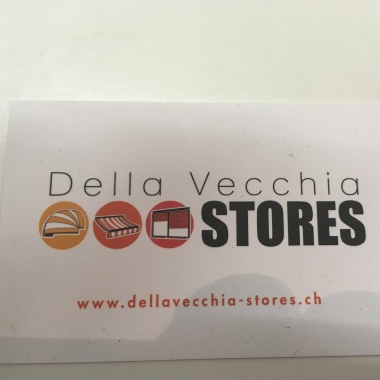 Della Vecchia
STORES
www.dellavecchia-stores.ch